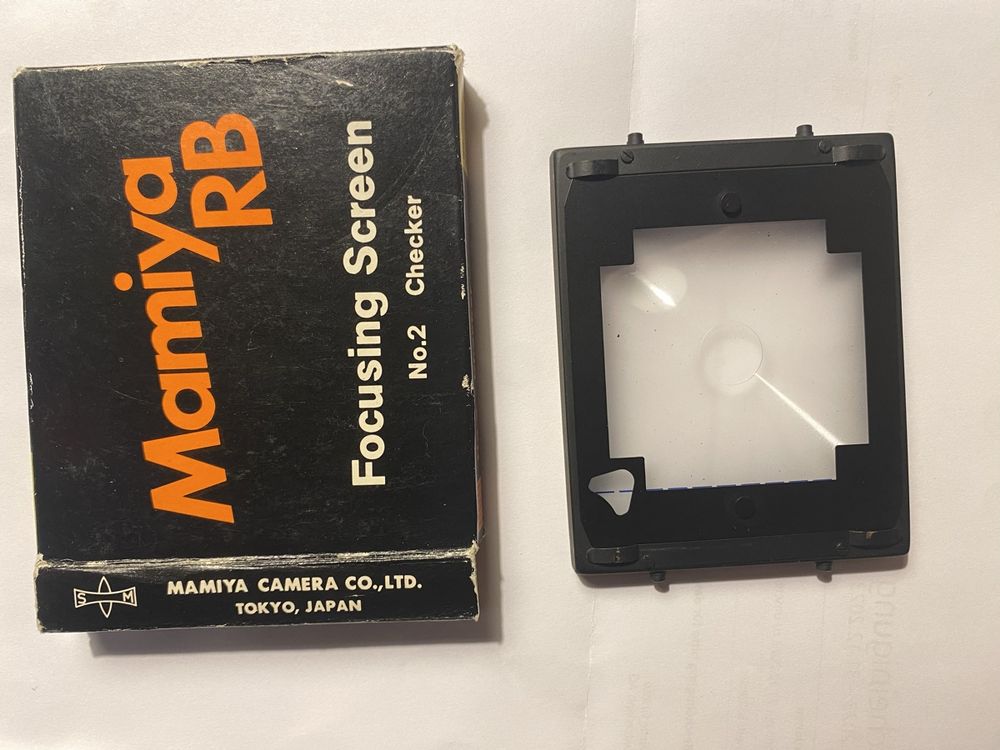 Mamiya
RB
Focusing Screen
No.2 Checker
S M
MAMIYA CAMERA CO.,LTD.
TOKYO, JAPAN